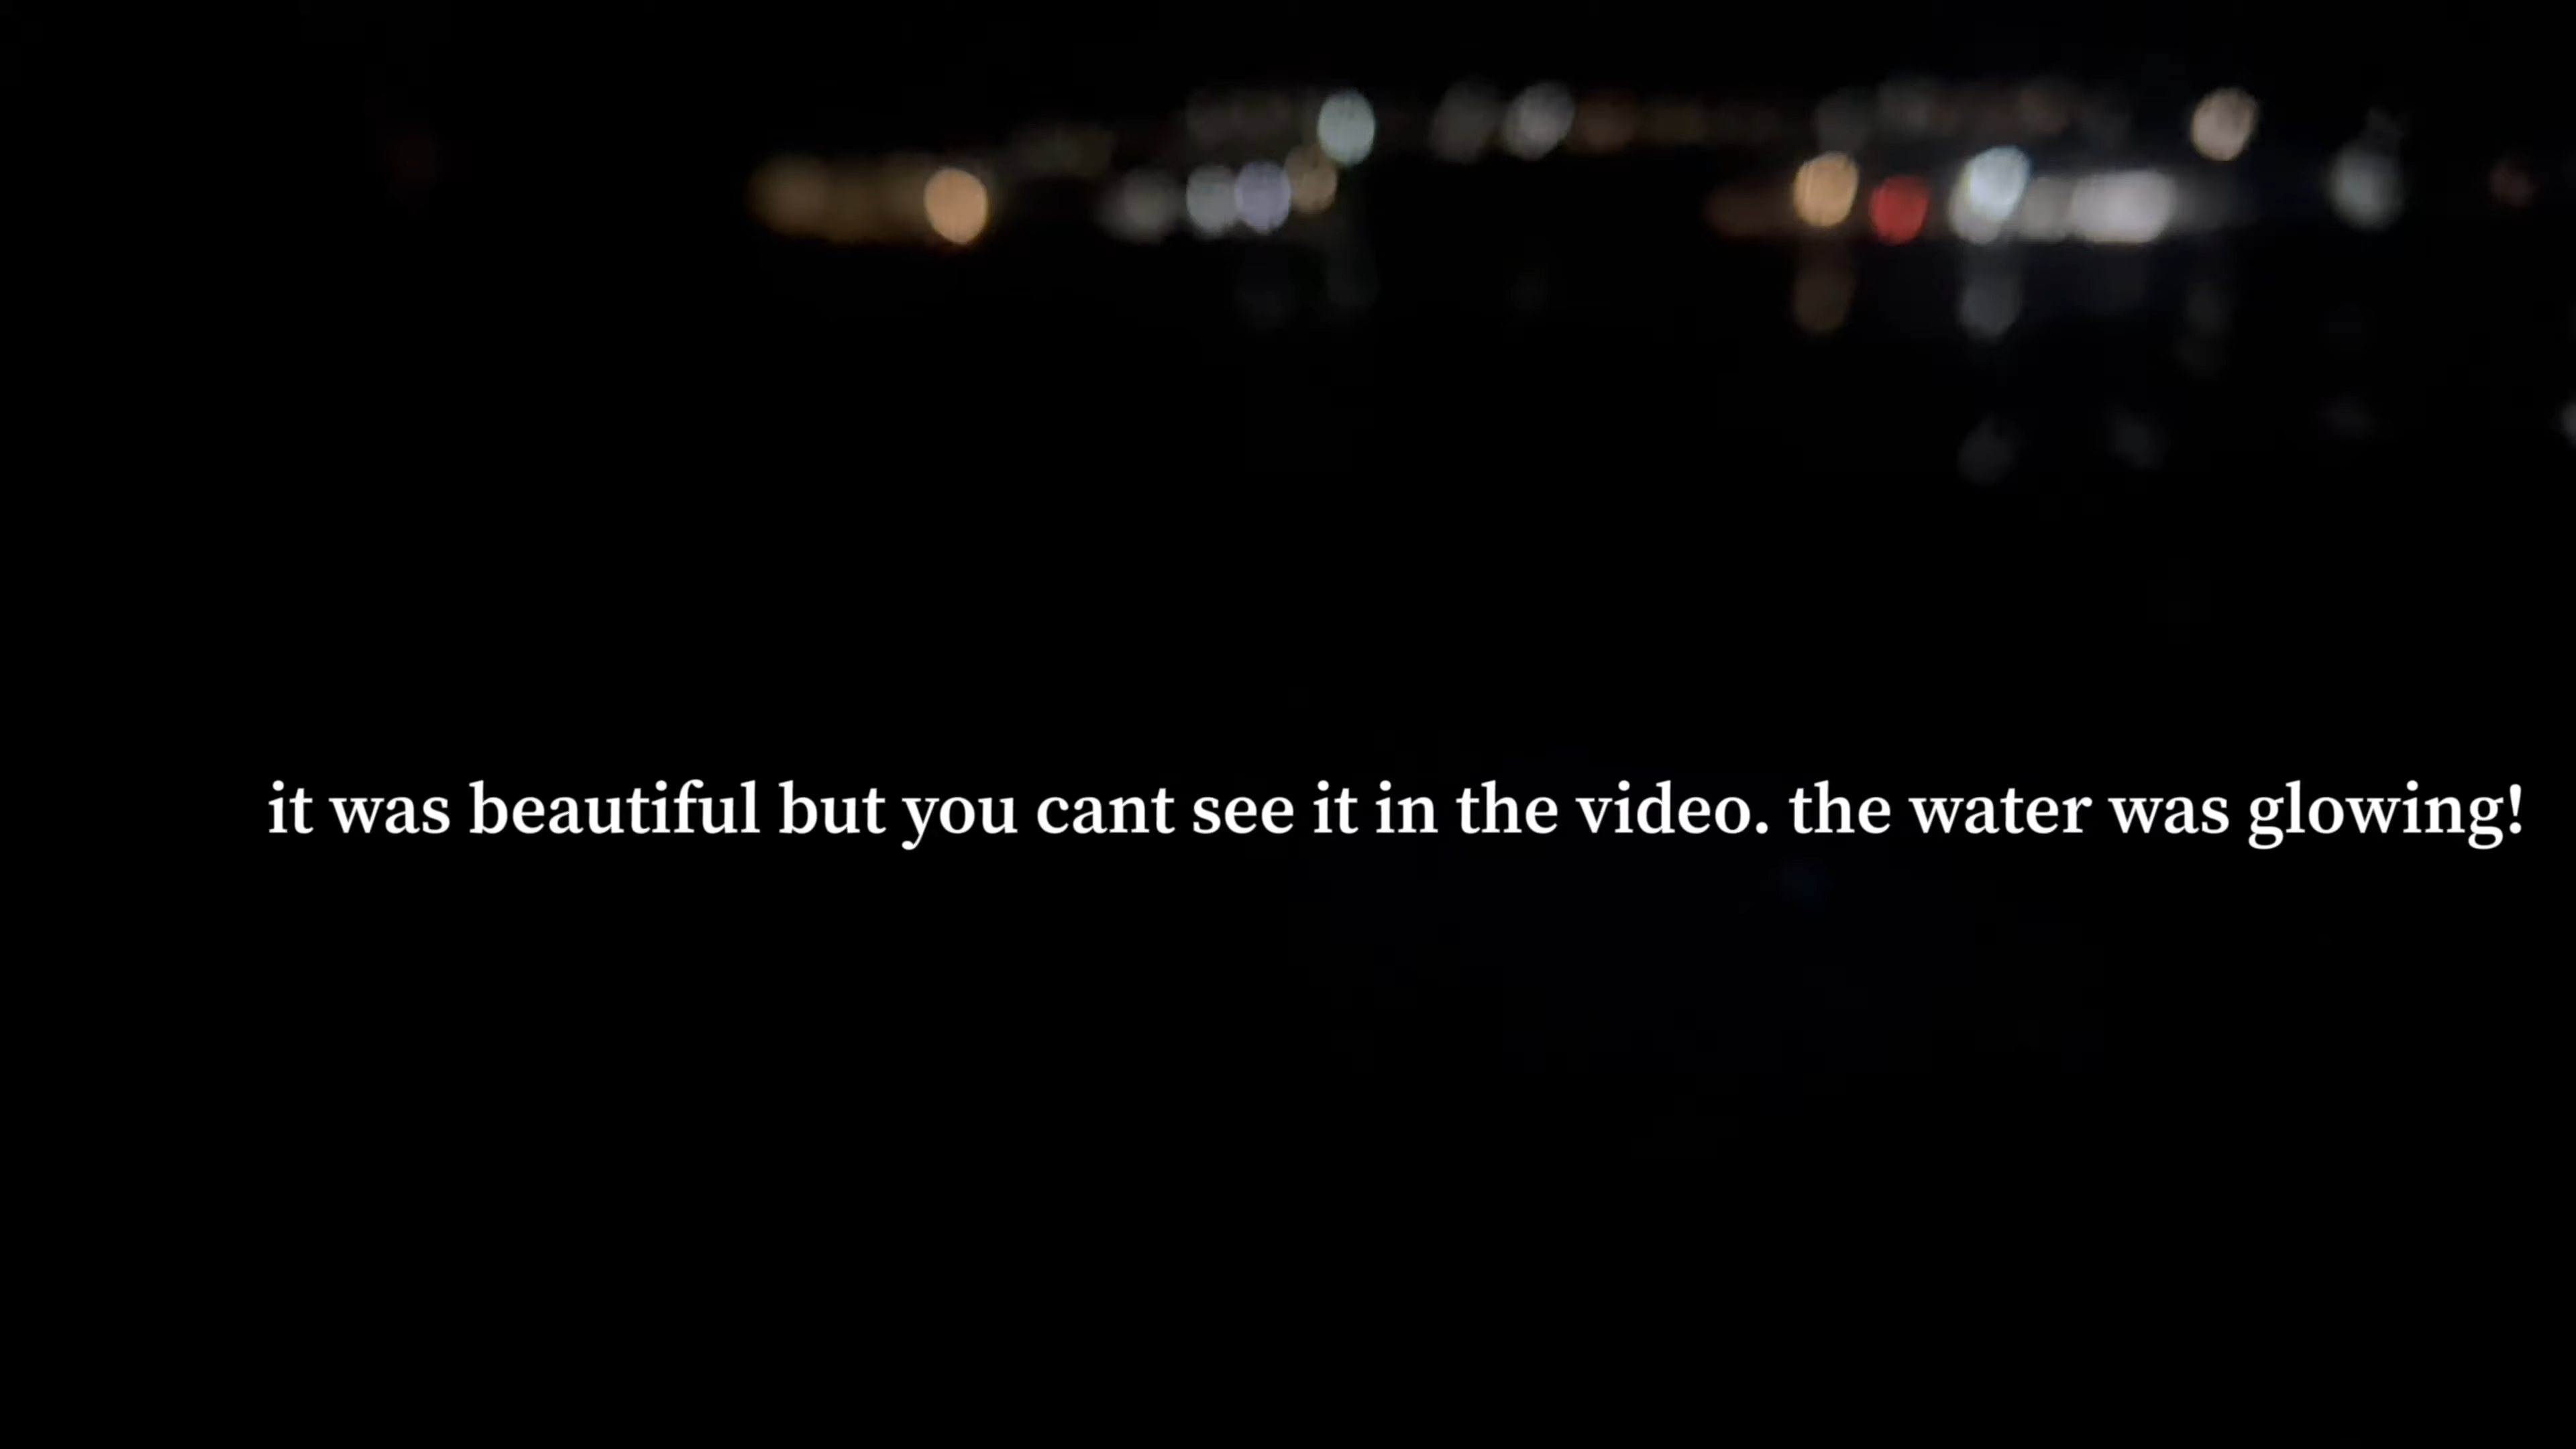 it was beautiful but you cant see it in the video. the water was glowing!